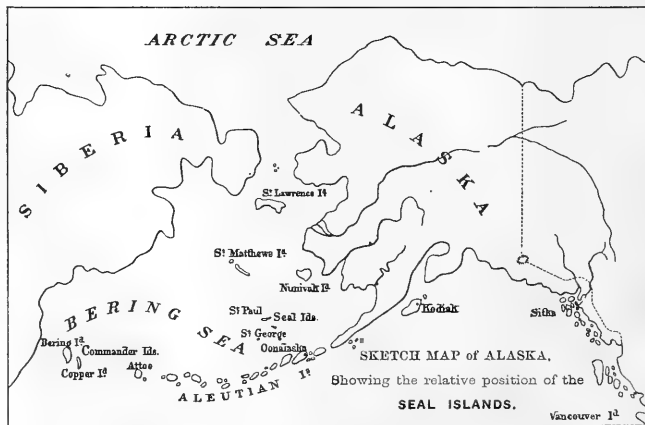 ARCTIC SEA
SIBERIA
ALASKA
St. Lawrence Id.
St. Matthews Id.
Nunivak Id.
BERING SEA
St. Paul
Seal Ids.
St. George
Oonalaska
Kodiak
Sitka
Bering Id.
Commander Ids.
Copper Id.
Attoo
ALEUTIAN Is.
SKETCH MAP of ALASKA,
Showing the relative position of the
SEAL ISLANDS.
Vancouver Id.